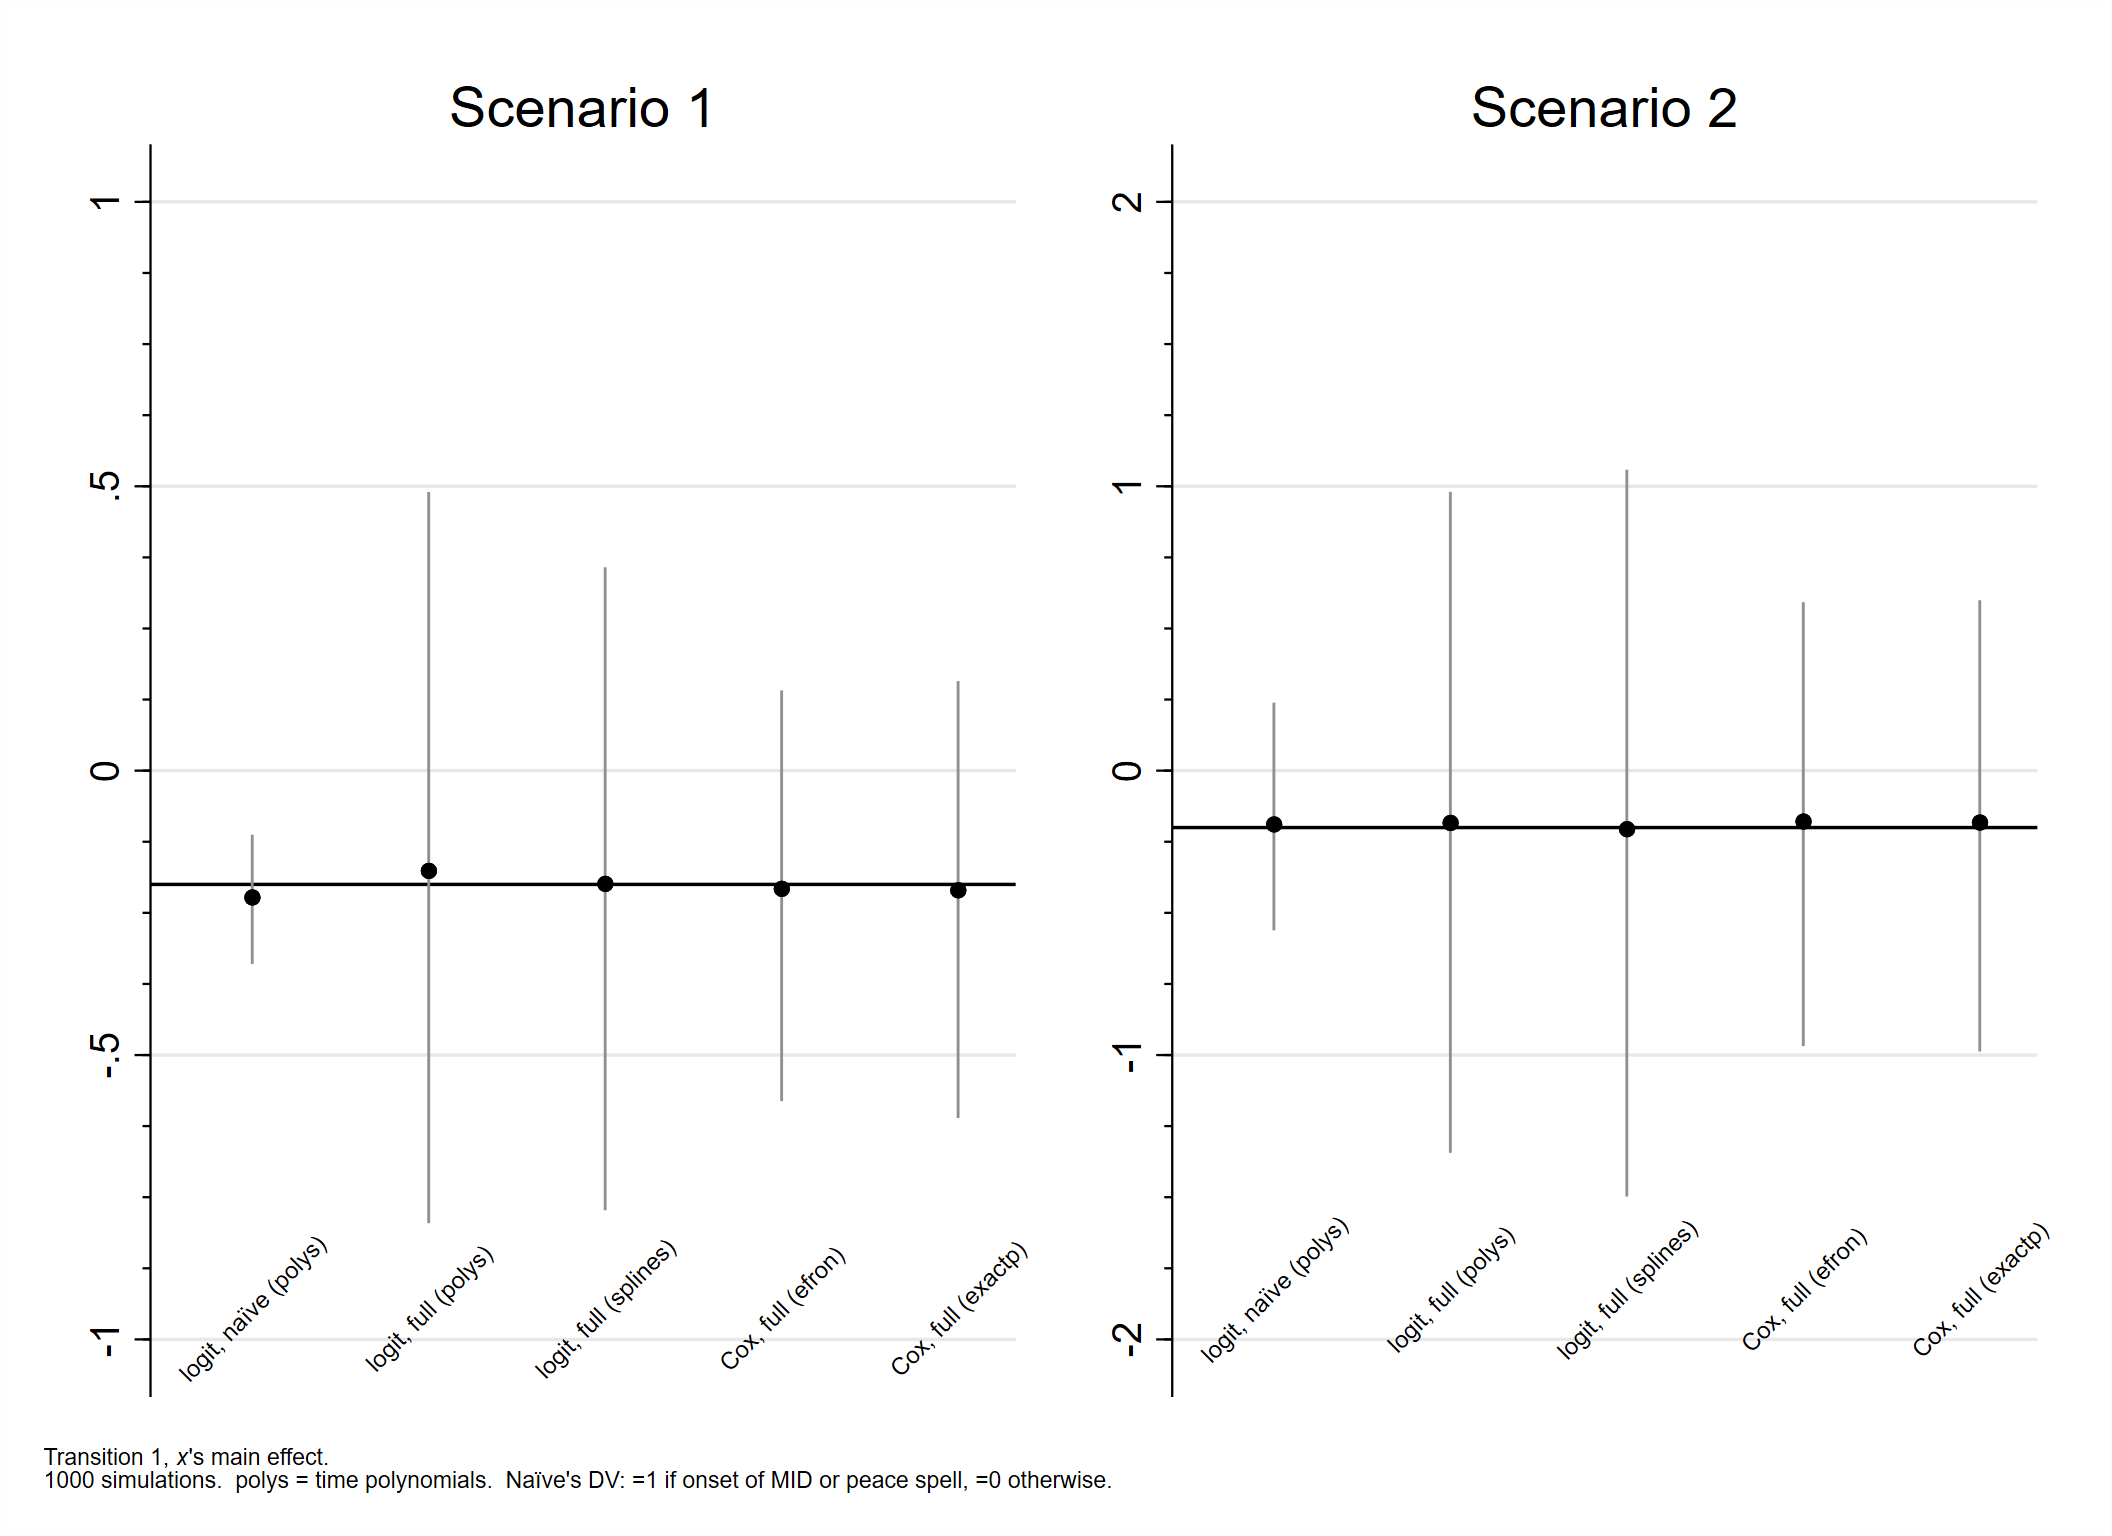 Scenario 1
1
.5
0
-.5
-1
logit, naïve (polys)
logit, full (polys)
logit, full (splines)
Cox, full (efron)
Cox, full (exactp)
Scenario 2
2
1
0
-1
-2
logit, naïve (polys)
logit, full (polys)
logit, full (splines)
Cox, full (efron)
Cox, full (exactp)
Transition 1, x's main effect.
1000 simulations.  polys = time polynomials.  Naïve's DV: =1 if onset of MID or peace spell, =0 otherwise.